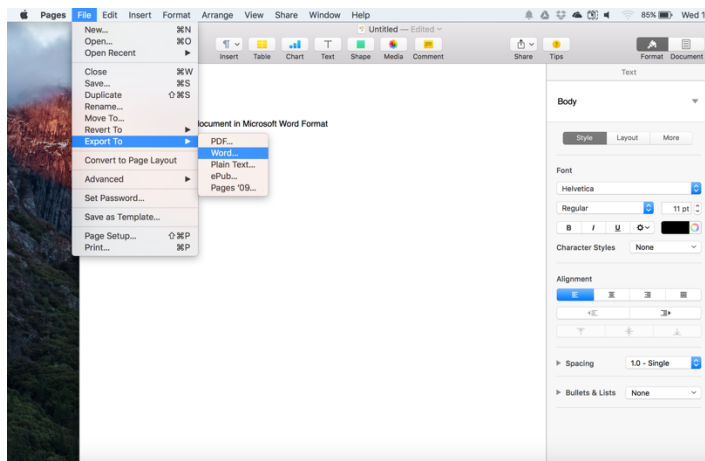 Pages File Edit Insert Format Arrange View Share Window Help 85% Wed 1
Untitled — Edited
Insert Table Chart Text Shape Media Comment Share Tips Format Document
New... ⌘N
Open... ⌘O
Open Recent ▶
Close ⌘W
Save... ⌘S
Duplicate ⇧⌘S
Rename...
Move To...
Revert To ▶
Export To ▶
Convert to Page Layout
Advanced ▶
Set Password...
Save as Template...
Page Setup... ⇧⌘P
Print... ⌘P
PDF...
Word...
Plain Text...
ePub...
Pages '09...
ocument in Microsoft Word Format
Text
Body
Style Layout More
Font
Helvetica
Regular 11 pt
B I U
Character Styles None
Alignment
Spacing 1.0 - Single
Bullets & Lists None